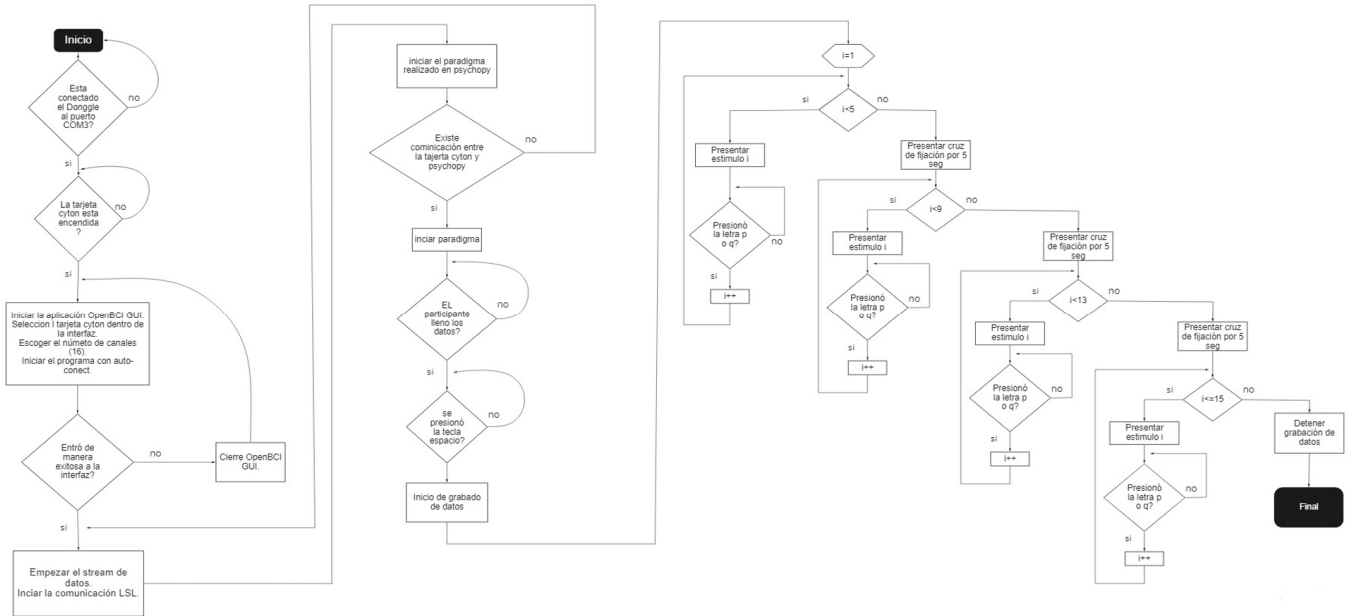 Inicio
Esta
conectado
el Donggle
al puerto
COM3?
no
si
La tarjeta
cyton esta
encendida
?
no
si
Iniciar la aplicación OpenBCI GUI.
Seleccion l tarjeta cyton dentro de
la interfaz.
Escoger el númeto de canales
(16).
Iniciar el programa con auto-
conect.
Entró de
manera
exitosa a la
interfaz?
no
Cierre OpenBCI
GUI.
si
Empezar el stream de
datos.
Inciar la comunicación LSL.
iniciar el paradigma
realizado en psychopy
Existe
cominicación entre
la tajerta cyton y
psychopy
no
si
inciar paradigma
EL
participante
lleno los
datos?
no
si
se
presionó
la tecla
espacio?
no
Inicio de grabado
de datos
i=1
i<5
si
no
Presentar
estimulo i
Presionò
la letra p
o q?
no
si
i++
Presentar cruz
de fijación por 5
seg
i<9
si
no
Presentar
estimulo i
Presionò
la letra p
o q?
no
si
i++
Presentar cruz
de fijación por 5
seg
i<13
si
no
Presentar
estimulo i
Presionò
la letra p
o q?
no
si
i++
Presentar cruz
de fijación por 5
seg
i<=15
si
no
Presentar
estimulo i
Presionò
la letra p
o q?
no
si
i++
Detener
grabación de
datos
Final